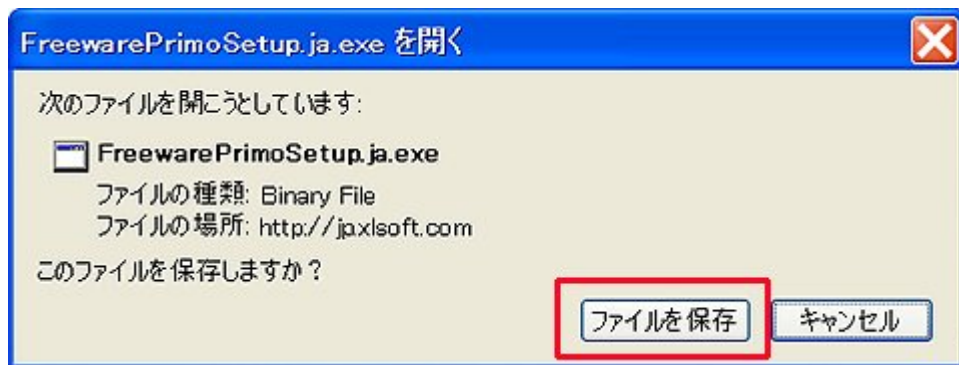 FreewarePrimoSetup.ja.exe を開く
次のファイルを開こうとしています:
FreewarePrimoSetup.ja.exe
ファイルの種類: Binary File
ファイルの場所: http://jp.xlsoft.com
このファイルを保存しますか?
ファイルを保存 キャンセル